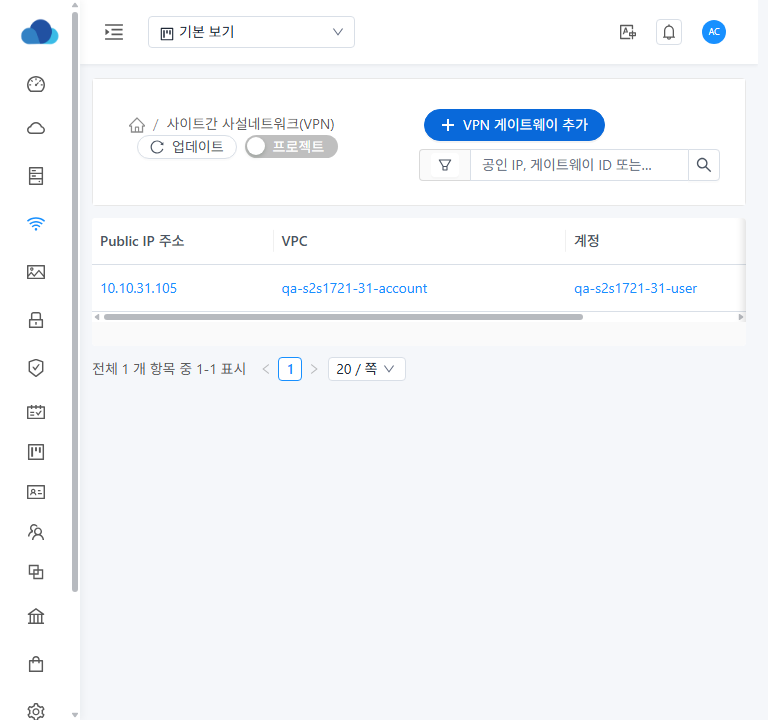 기본 보기
AC
/ 사이트간 사설네트워크(VPN)
업데이트
프로젝트
VPN 게이트웨이 추가
공인 IP, 게이트웨이 ID 또는...
Public IP 주소 VPC 계정
10.10.31.105 qa-s2s1721-31-account qa-s2s1721-31-user
전체 1 개 항목 중 1-1 표시 1 20 / 쪽